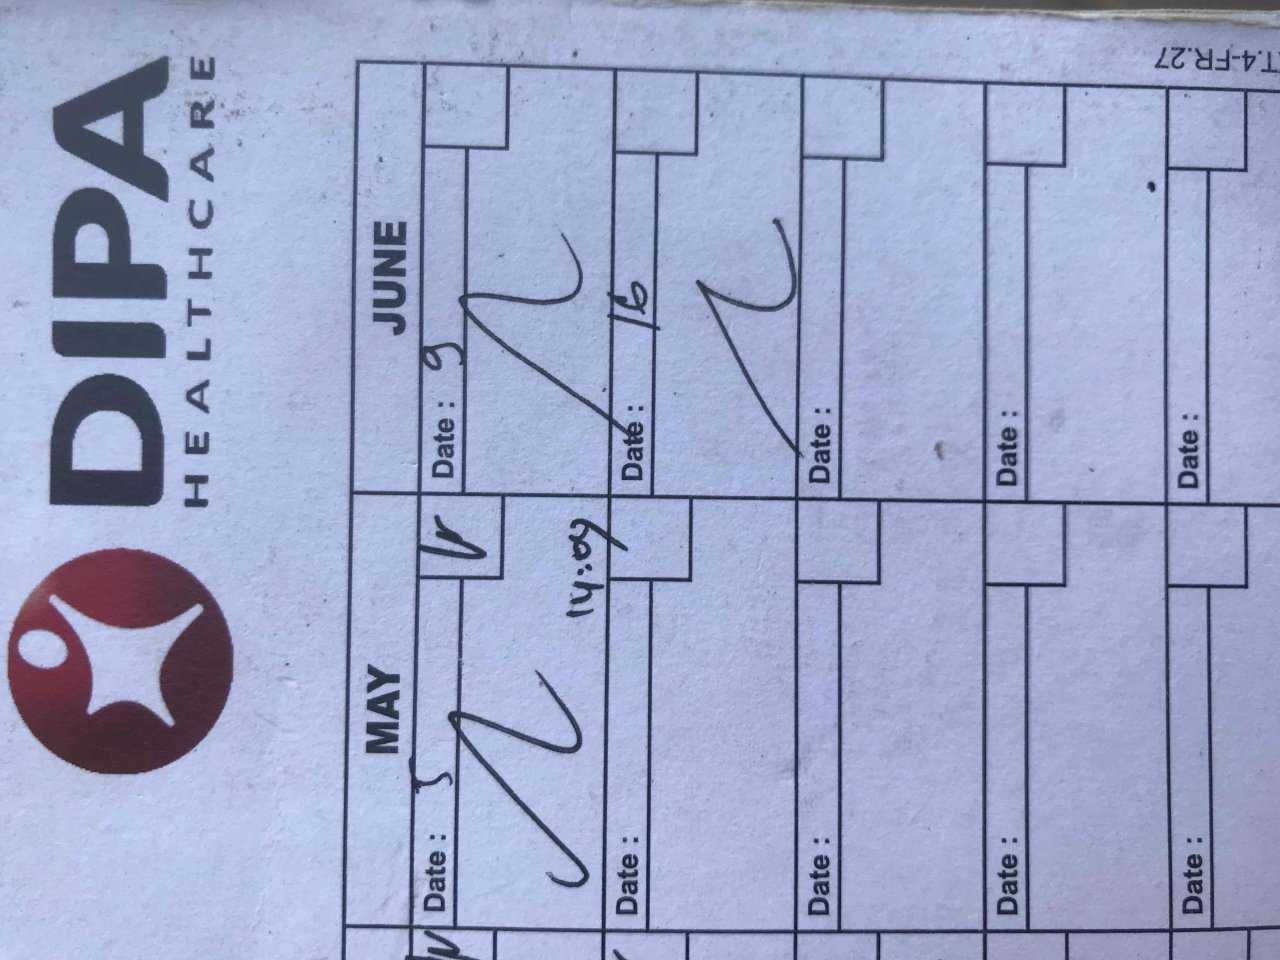 DIPA
HEALTHCARE
T.4-FR.27
MAY
JUNE
Date : 5
Date : 9
14:09
Date :
Date : 16
Date :
Date :
Date :
Date :
Date :
Date :